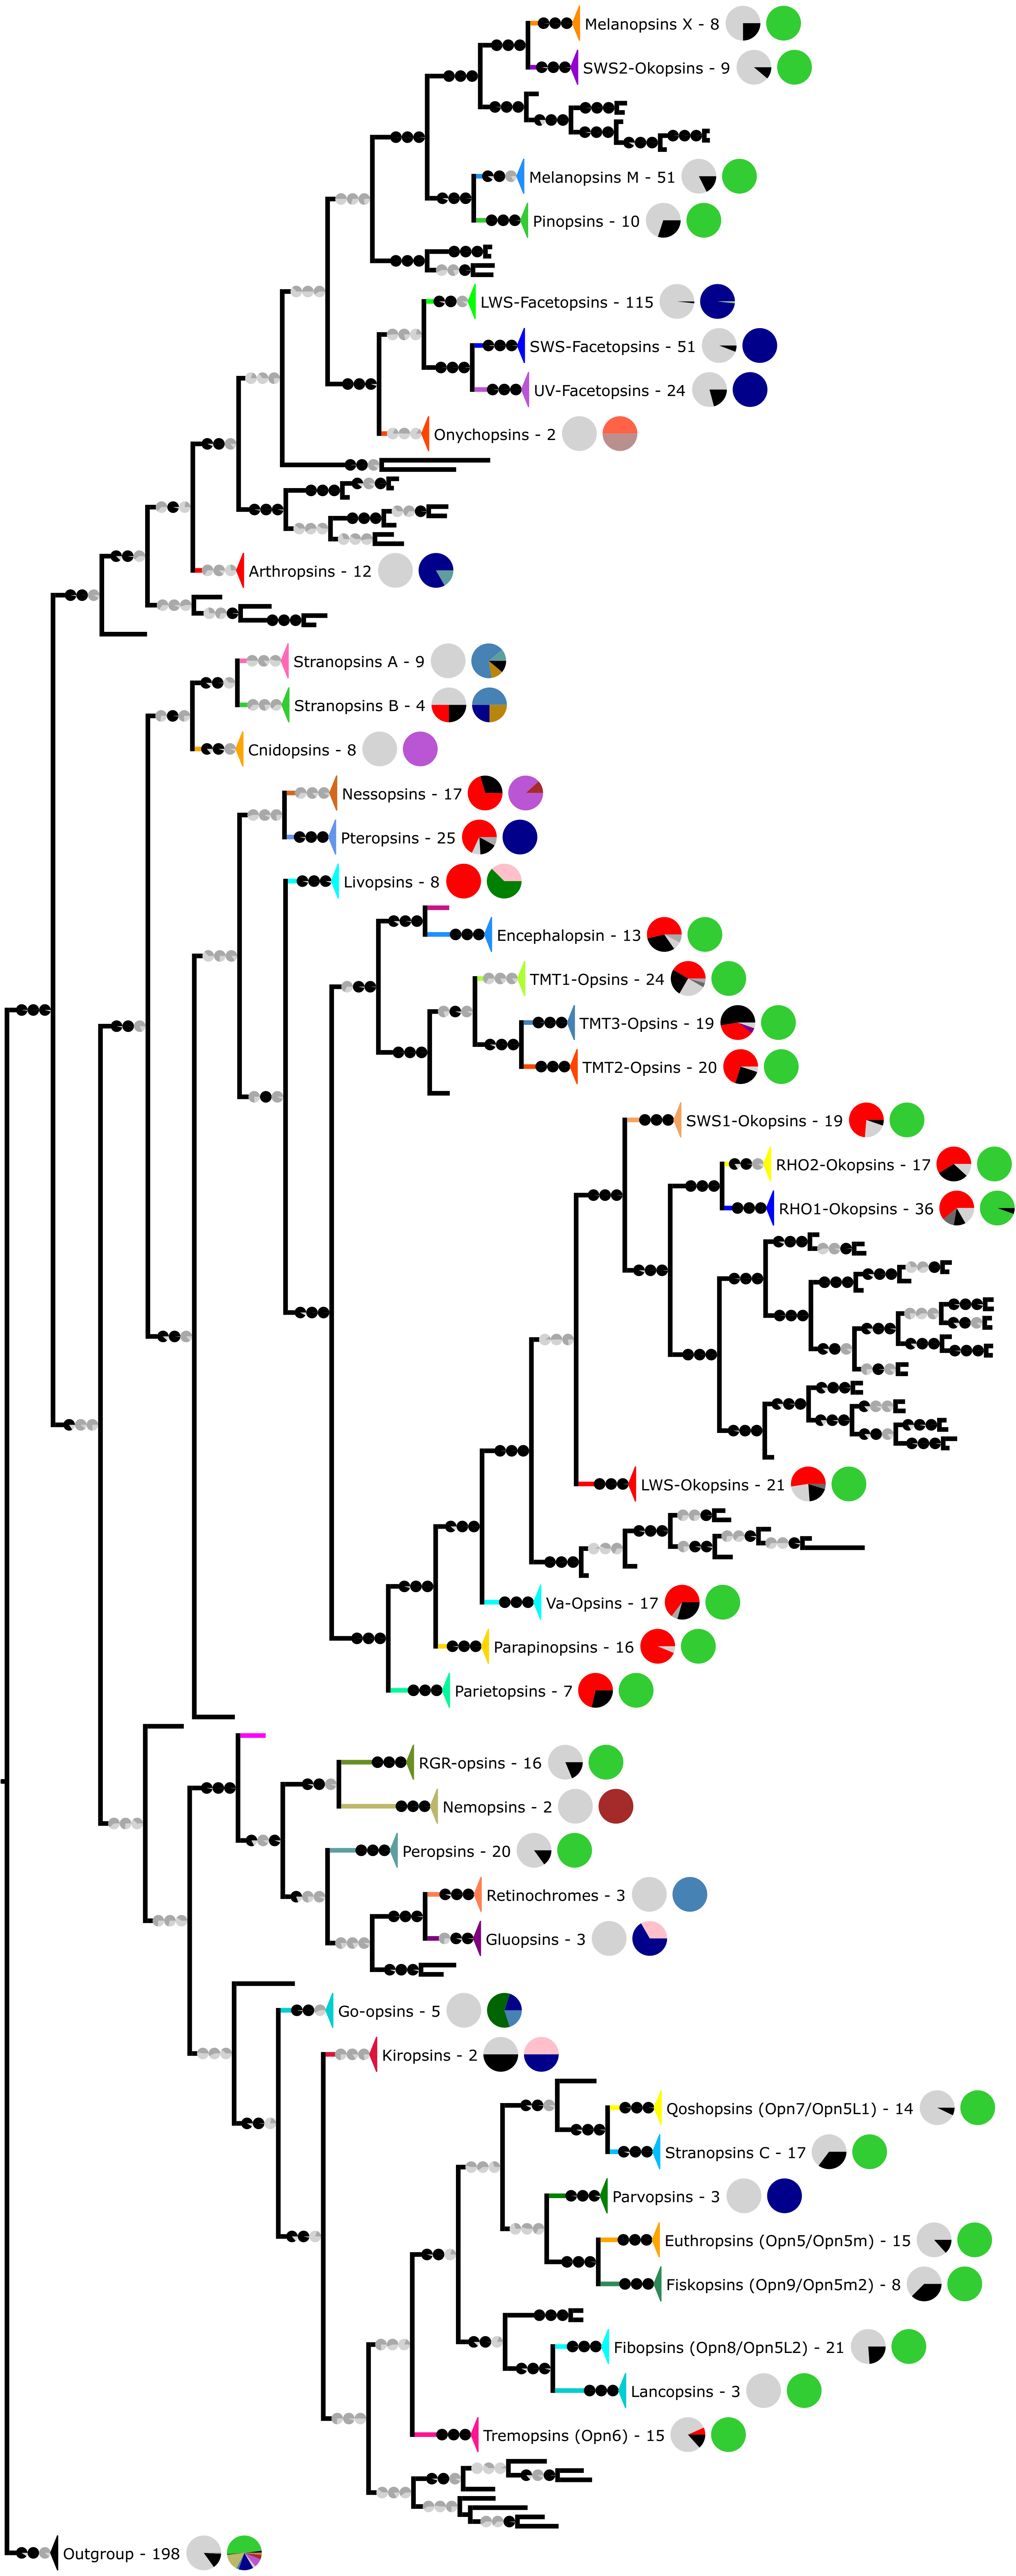 Melanopsins X - 8
SWS2-Okopsins - 9
Melanopsins M - 51
Pinopsins - 10
LWS-Facetopsins - 115
SWS-Facetopsins - 51
UV-Facetopsins - 24
Onychopsins - 2
Arthropsins - 12
Stranopsins A - 9
Stranopsins B - 4
Cnidopsins - 8
Nessopsins - 17
Pteropsins - 25
Livopsins - 8
Encephalopsin - 13
TMT1-Opsins - 24
TMT3-Opsins - 19
TMT2-Opsins - 20
SWS1-Okopsins - 19
RHO2-Okopsins - 17
RHO1-Okopsins - 36
LWS-Okopsins - 21
Va-Opsins - 17
Parapinopsins - 16
Parietopsins - 7
RGR-opsins - 16
Nemopsins - 2
Peropsins - 20
Retinochromes - 3
Gluopsins - 3
Go-opsins - 5
Kiropsins - 2
Qoshopsins (Opn7/Opn5L1) - 14
Stranopsins C - 17
Parvopsins - 3
Euthropsins (Opn5/Opn5m) - 15
Fiskopsins (Opn9/Opn5m2) - 8
Fibopsins (Opn8/Opn5L2) - 21
Lancopsins - 3
Tremopsins (Opn6) - 15
Outgroup - 198